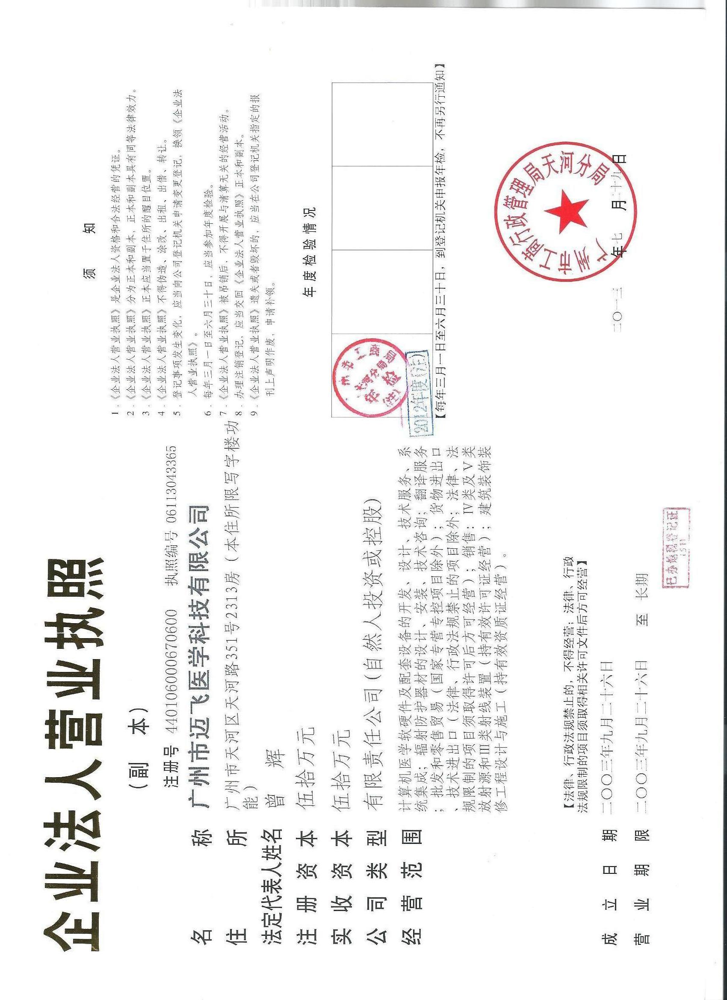 企业法人营业执照
(副 本)
注册号 440106000670600 执照编号 06113043365
名称 广州市迈飞医学科技有限公司
住所 广州市天河区天河路351号2313房(本住所限写字楼功
能)
法定代表人姓名 曾 辉
注册资本 伍拾万元
实收资本 伍拾万元
公司类型 有限责任公司(自然人投资或控股)
经营范围 计算机医学软硬件及配套设备的开发、设计、技术服务、系
统集成;辐射防护器材的设计、安装、技术咨询;翻译服务
;批发和零售贸易(国家专营专控项目除外);货物进出口
、技术进出口(法律、行政法规禁止的项目除外;法律、法
规限制的项目须取得许可后方可经营);销售:IV类及V类
放射源和III类射线装置(持有效许可证经营);建筑装饰装
修工程设计与施工(持有效资质证经营)。
【法律、行政法规禁止的,不得经营;法律、行政
法规限制的项目须取得相关许可文件后方可经营】
成立日期 二〇〇三年九月二十六日
营业期限 二〇〇三年九月二十六日 至 长期
已办 登记证
须 知
1.《企业法人营业执照》是企业法人资格和合法经营的凭证。
2.《企业法人营业执照》分为正本和副本,正本和副本具有同等法律效力。
3.《企业法人营业执照》正本应当置于住所的醒目位置。
4.《企业法人营业执照》不得伪造、涂改、出租、出借、转让。
5.登记事项发生变化,应当向公司登记机关申请变更登记,换领《企业法
人营业执照》。
6.每年三月一日至六月三十日,应当参加年度检验。
7.《企业法人营业执照》被吊销后,不得开展与清算无关的经营活动。
8.办理注销登记,应当交回《企业法人营业执照》正本和副本。
9.《企业法人营业执照》遗失或者毁坏的,应当在公司登记机关指定的报
刊上声明作废,申请补领。
年度检验情况
天河分局
年检
2012年度
【每年三月一日至六月三十日,到登记机关申报年检,不再另行通知】
广州市工商行政管理局天河分局
二〇一三 年 七 月 十九 日